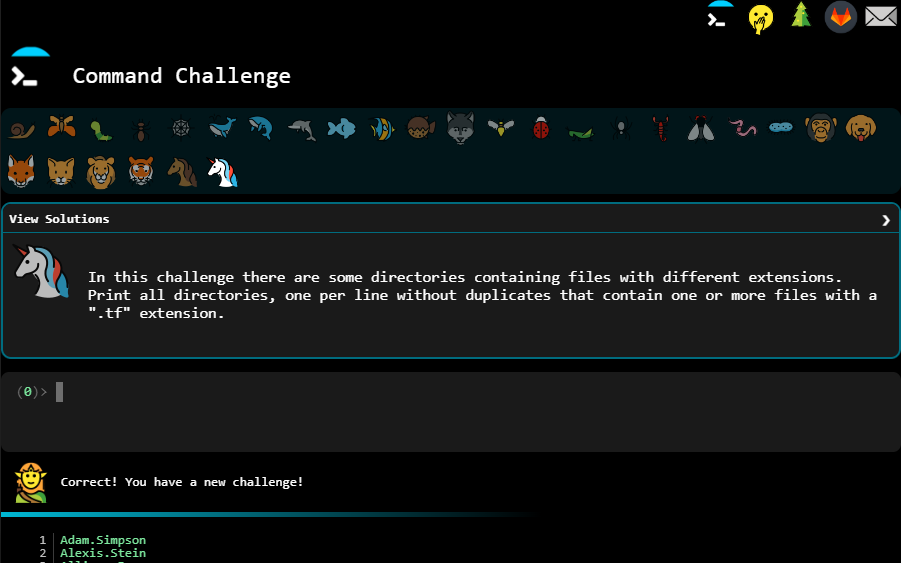 Command Challenge
View Solutions
In this challenge there are some directories containing files with different extensions.
Print all directories, one per line without duplicates that contain one or more files with a
".tf" extension.
(0)>
Correct! You have a new challenge!
1 Adam.Simpson
2 Alexis.Stein